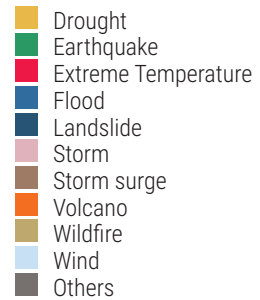 Drought
Earthquake
Extreme Temperature
Flood
Landslide
Storm
Storm surge
Volcano
Wildfire
Wind
Others